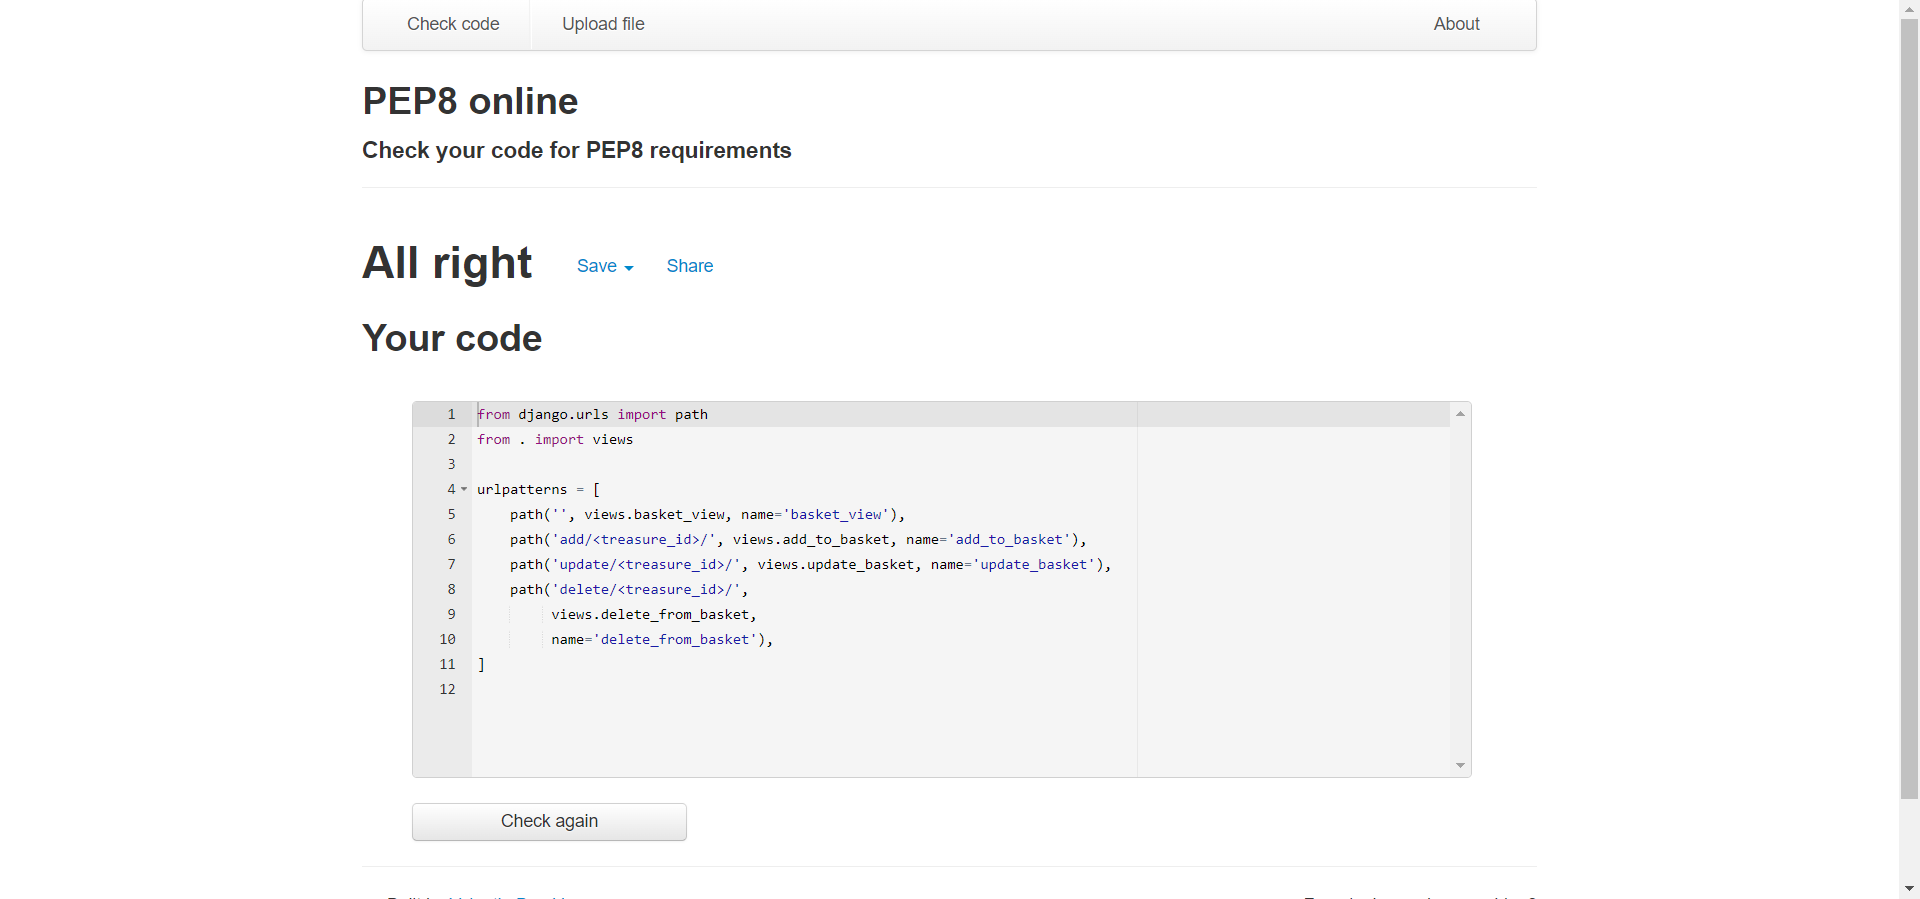 Check code Upload file About
PEP8 online
Check your code for PEP8 requirements
All right Save Share
Your code
1 from django.urls import path
2 from . import views
3
4 urlpatterns = [
5 path('', views.basket_view, name='basket_view'),
6 path('add/<treasure_id>/', views.add_to_basket, name='add_to_basket'),
7 path('update/<treasure_id>/', views.update_basket, name='update_basket'),
8 path('delete/<treasure_id>/',
9 views.delete_from_basket,
10 name='delete_from_basket'),
11 ]
12
Check again